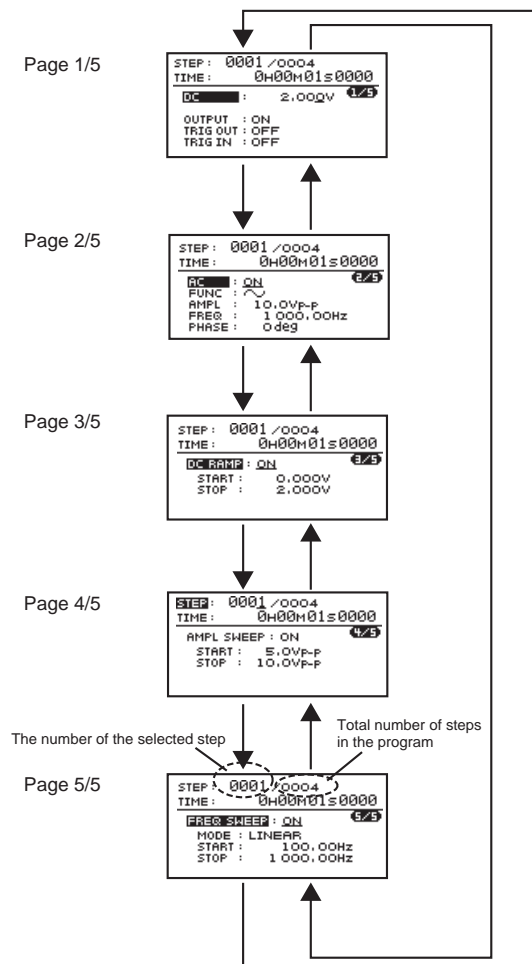 Page 1/5
STEP: 0001/0004
TIME: 0H00M01S0000
DC : 2.000V 1/5
OUTPUT : ON
TRIG OUT : OFF
TRIG IN : OFF
Page 2/5
STEP: 0001/0004
TIME: 0H00M01S0000
2/5
AC : ON
FUNC :
AMPL : 10.0Vp-p
FREQ : 1000.00Hz
PHASE : 0deg
Page 3/5
STEP: 0001/0004
TIME: 0H00M01S0000
DC RAMP : ON 3/5
START : 0.000V
STOP : 2.000V
Page 4/5
STEP: 0001/0004
TIME: 0H00M01S0000
AMPL SWEEP : ON 4/5
START : 5.0Vp-p
STOP : 10.0Vp-p
The number of the selected step
Total number of steps
in the program
Page 5/5
STEP: 0001/0004
TIME: 0H00M01S0000
FREQ SWEEP : ON 5/5
MODE : LINEAR
START : 100.00Hz
STOP : 1000.00Hz